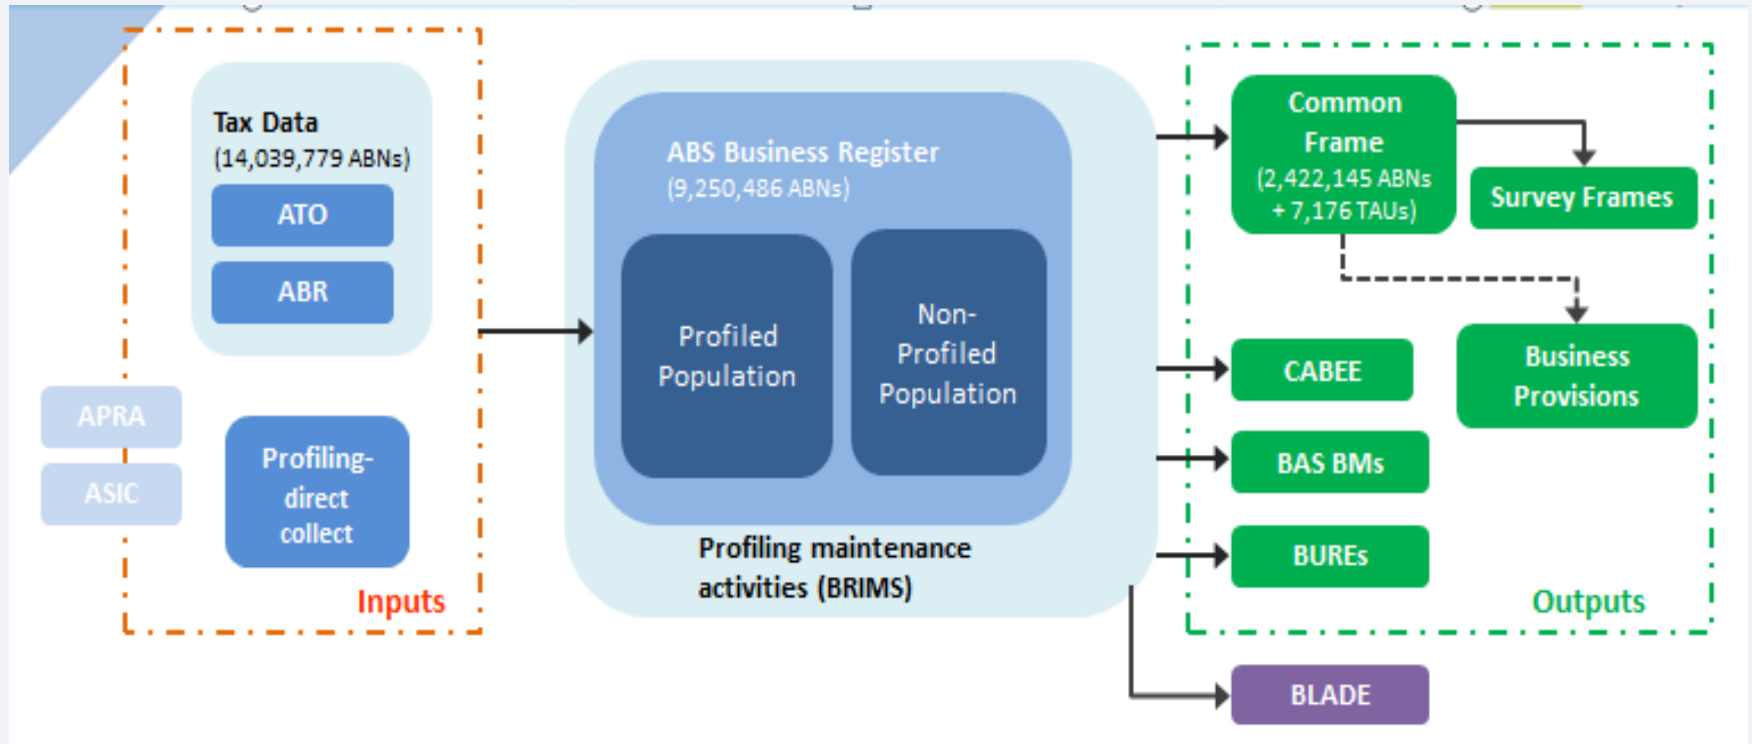 Tax Data
(14,039,779 ABNs)
ATO
ABR
APRA
ASIC
Profiling-
direct
collect
Inputs
ABS Business Register
(9,250,486 ABNs)
Profiled
Population
Non-
Profiled
Population
Profiling maintenance
activities (BRIMS)
Common
Frame
(2,422,145 ABNs
+ 7,176 TAUs)
Survey Frames
Business
Provisions
CABEE
BAS BMs
BUREs
Outputs
BLADE